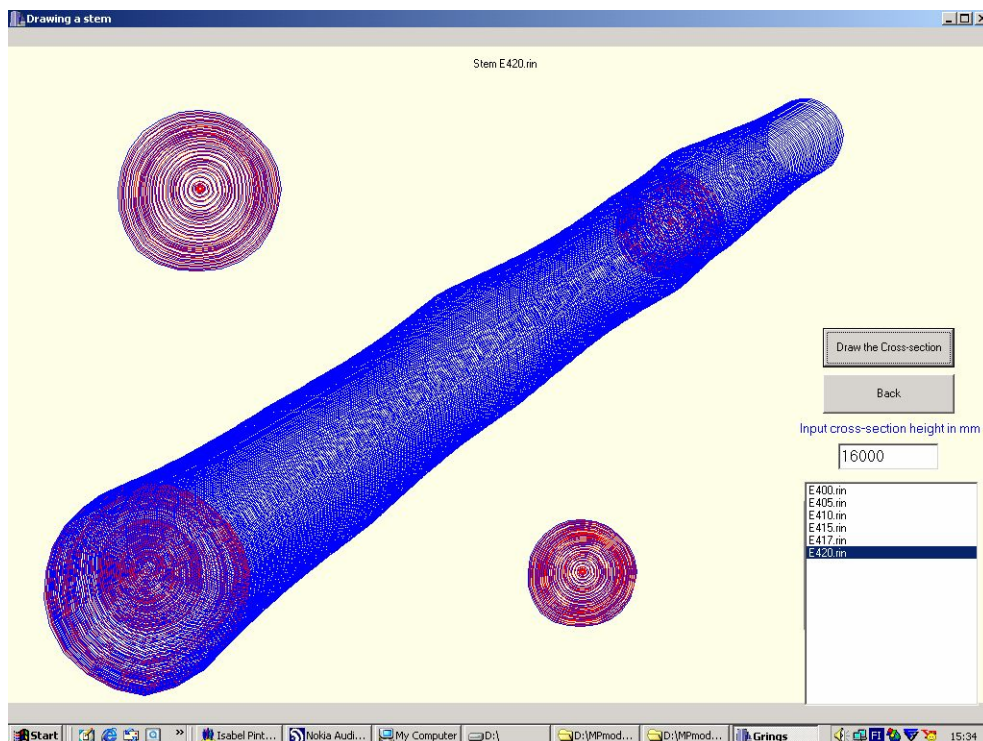 Drawing a stem
Stem E420.rin
Draw the Cross-section
Back
Input cross-section height in mm
16000
E400.rin
E405.rin
E410.rin
E415.rin
E417.rin
E420.rin
Start
»
Isabel Pint...
Nokia Audi...
My Computer
D:\
D:\MPmod...
D:\MPmod...
Grings
FI
15:34